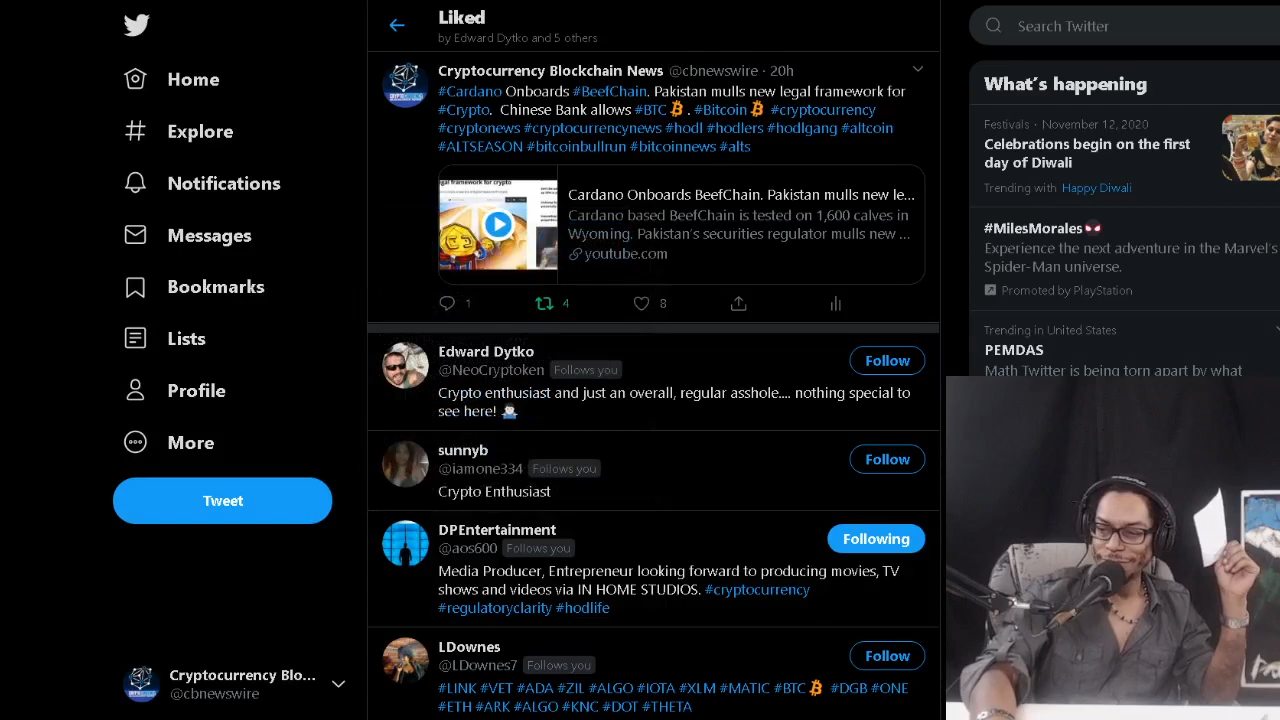 Home
Explore
Notifications
Messages
Bookmarks
Lists
Profile
More
Tweet
Cryptocurrency Blo...
@cbnewswire
Liked
by Edward Dytko and 5 others
Cryptocurrency Blockchain News @cbnewswire · 20h
#Cardano Onboards #BeefChain. Pakistan mulls new legal framework for
#Crypto. Chinese Bank allows #BTC . #Bitcoin #cryptocurrency
#cryptonews #cryptocurrencynews #hodl #hodlers #hodlgang #altcoin
#ALTSEASON #bitcoinbullrun #bitcoinnews #alts
gal framework for crypto
Cardano Onboards BeefChain. Pakistan mulls new le...
Cardano based BeefChain is tested on 1,600 calves in
Wyoming. Pakistan's securities regulator mulls new ...
youtube.com
1 4 8
Edward Dytko
@NeoCryptoken Follows you
Follow
Crypto enthusiast and just an overall, regular asshole.... nothing special to
see here!
sunnyb
@iamone334 Follows you
Follow
Crypto Enthusiast
DPEntertainment
@aos600 Follows you
Following
Media Producer, Entrepreneur looking forward to producing movies, TV
shows and videos via IN HOME STUDIOS. #cryptocurrency
#regulatoryclarity #hodlife
LDownes
@LDownes7 Follows you
Follow
#LINK #VET #ADA #ZIL #ALGO #IOTA #XLM #MATIC #BTC #DGB #ONE
#ETH #ARK #ALGO #KNC #DOT #THETA
Search Twitter
What's happening
Festivals · November 12, 2020
Celebrations begin on the first
day of Diwali
Trending with Happy Diwali
#MilesMorales
Experience the next adventure in the Marvel's
Spider-Man universe.
Promoted by PlayStation
Trending in United States
PEMDAS
Math Twitter is being torn apart by what